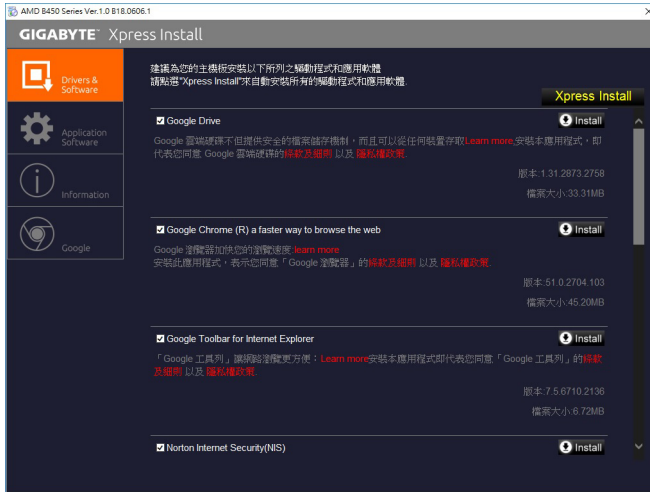 AMD B450 Series Ver.1.0 B18.0606.1
GIGABYTE™ Xpress Install
Drivers & Software
建議為您的主機板安裝以下所列之驅動程式和應用軟體
請點選"Xpress Install"來自動安裝所有的驅動程式和應用軟體.
Xpress Install
Application Software
Information
Google
Google Drive
Install
Google 雲端硬碟不但提供安全的檔案儲存機制，而且可以從任何裝置存取Learn more,安裝本應用程式，即
代表您同意 Google 雲端硬碟的條款及細則 以及 隱私權政策.
版本:1.31.2873.2758
檔案大小:33.31MB
Google Chrome (R) a faster way to browse the web
Install
Google 瀏覽器加快您的瀏覽速度:learn more
安裝此應用程式，表示您同意「Google 瀏覽器」的條款及細則 以及 隱私權政策.
版本:51.0.2704.103
檔案大小:45.20MB
Google Toolbar for Internet Explorer
Install
「Google 工具列」讓網路瀏覽更方便：Learn more安裝本應用程式即代表您同意「Google 工具列」的條款
及細則 以及 隱私權政策.
版本:7.5.6710.2136
檔案大小:6.72MB
Norton Internet Security(NIS)
Install